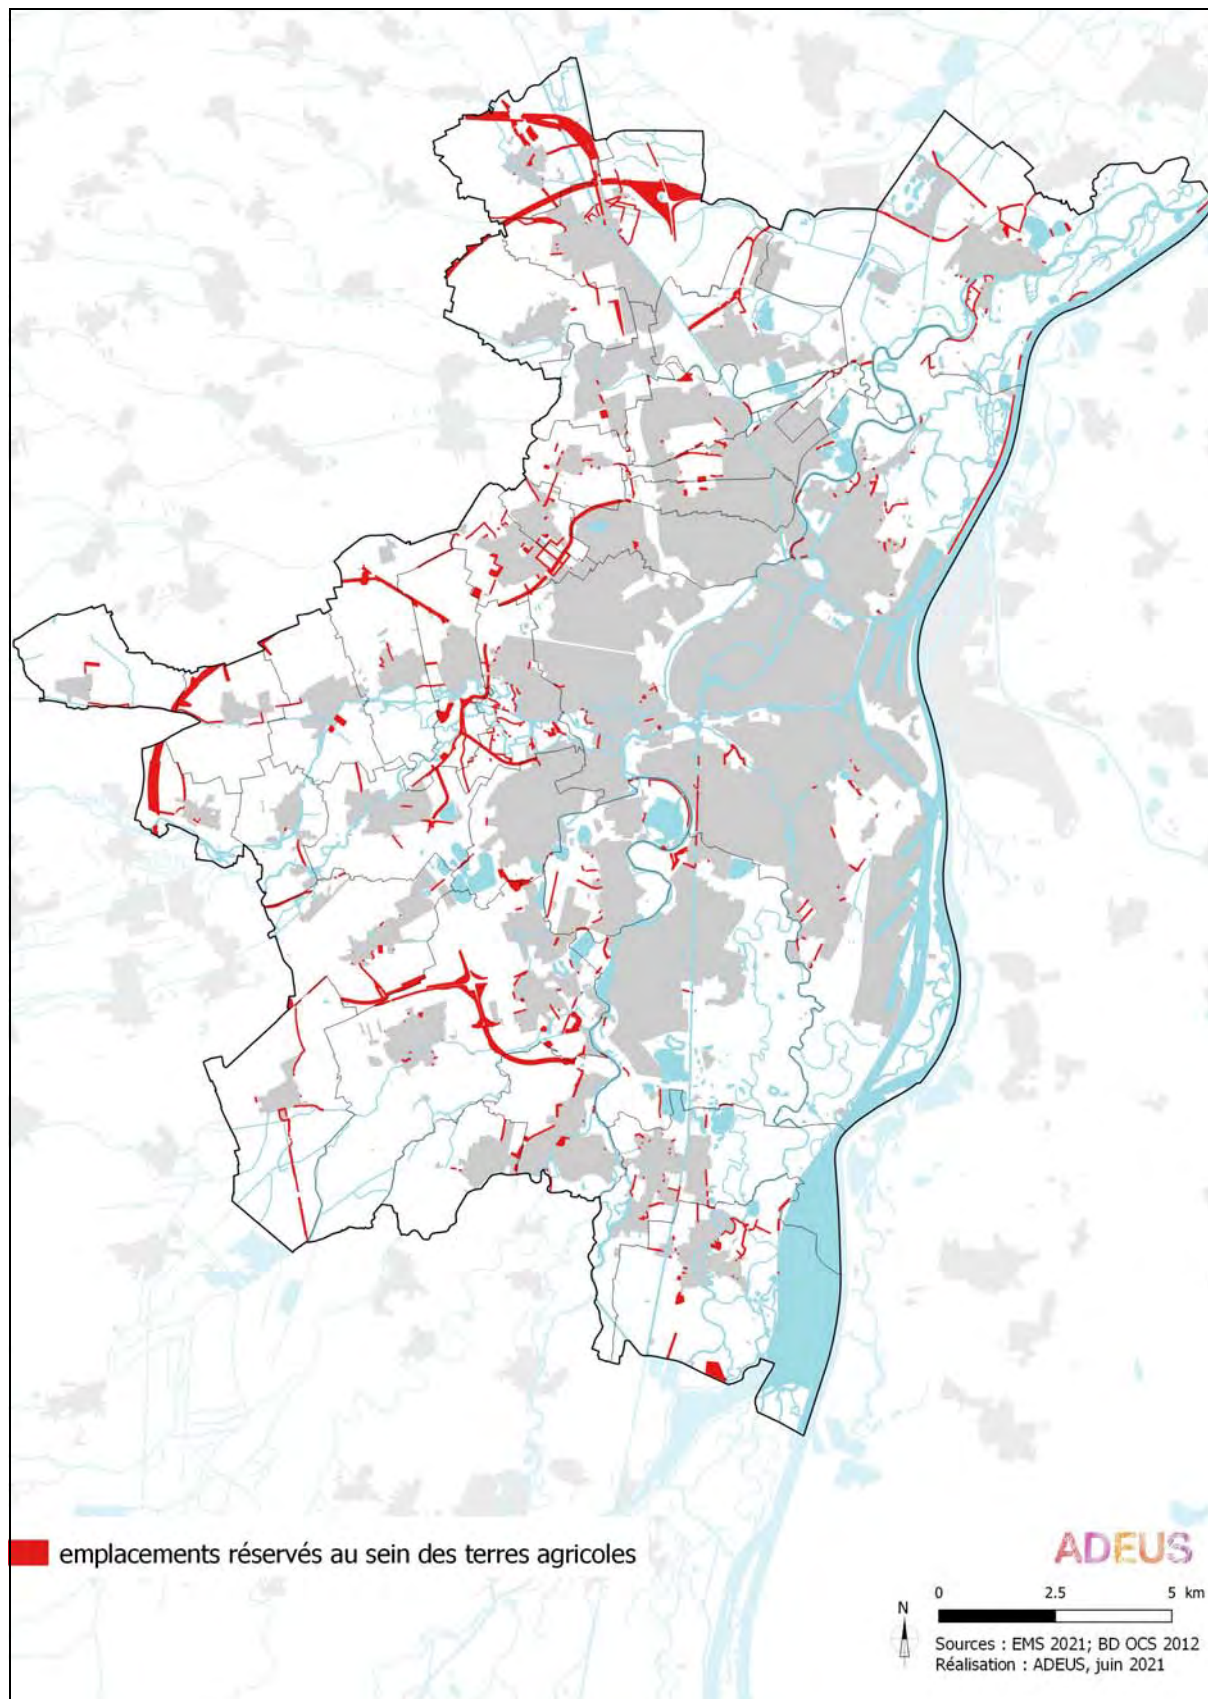 emplacements réservés au sein des terres agricoles
ADEUS
0 2.5 5 km
N
Sources : EMS 2021; BD OCS 2012
Réalisation : ADEUS, juin 2021